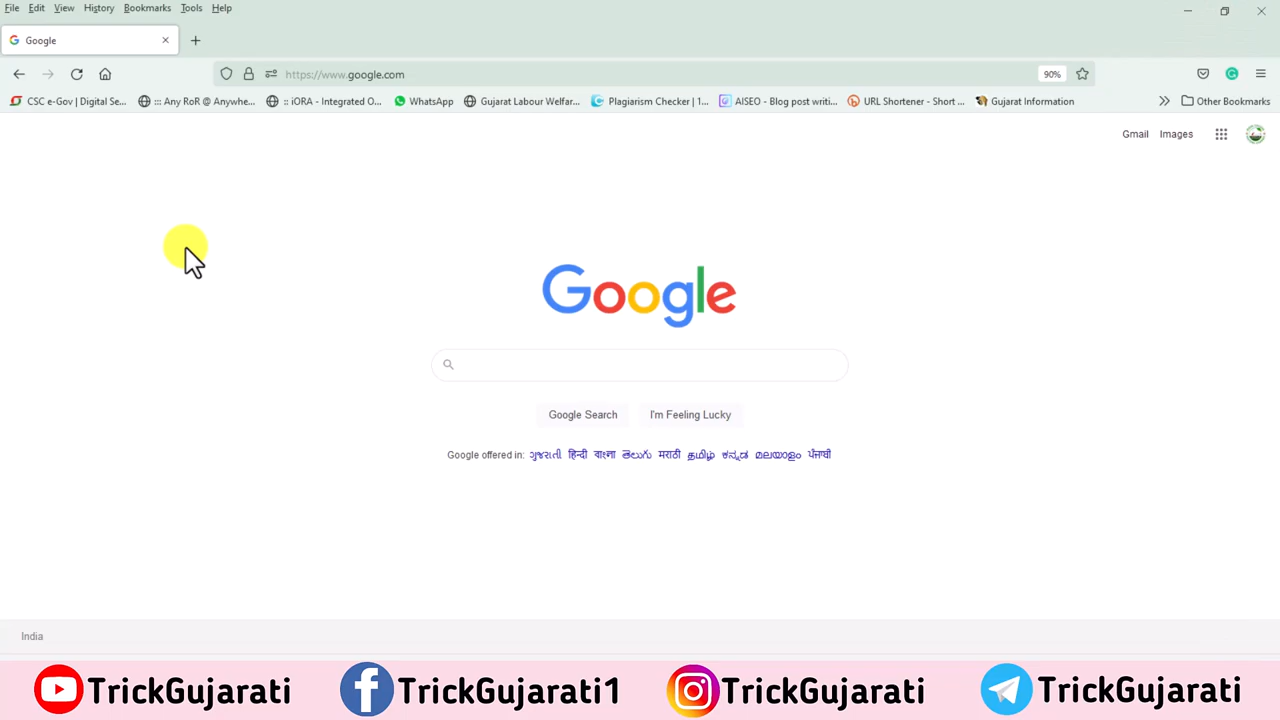 File Edit View History Bookmarks Tools Help
Google
https://www.google.com 90%
CSC e-Gov | Digital Se... ::: Any RoR @ Anywhe... :: iORA - Integrated O... WhatsApp Gujarat Labour Welfar... Plagiarism Checker | 1... AISEO - Blog post writi... URL Shortener - Short ... Gujarat Information Other Bookmarks
Gmail Images
Google
Google Search I'm Feeling Lucky
Google offered in: ગુજરાતી हिन्दी বাংলা తెలుగు मराठी தமிழ் ಕನ್ನಡ മലയാളം ਪੰਜਾਬੀ
India
TrickGujarati TrickGujarati1 TrickGujarati TrickGujarati